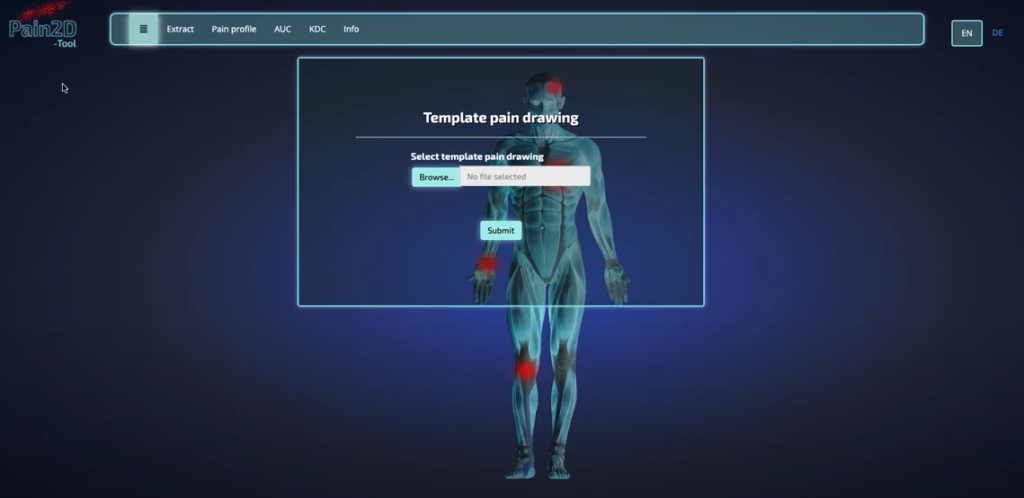 Pain2D
-Tool
Extract Pain profile AUC KDC Info
EN DE
Template pain drawing
Select template pain drawing
Browse... No file selected
Submit